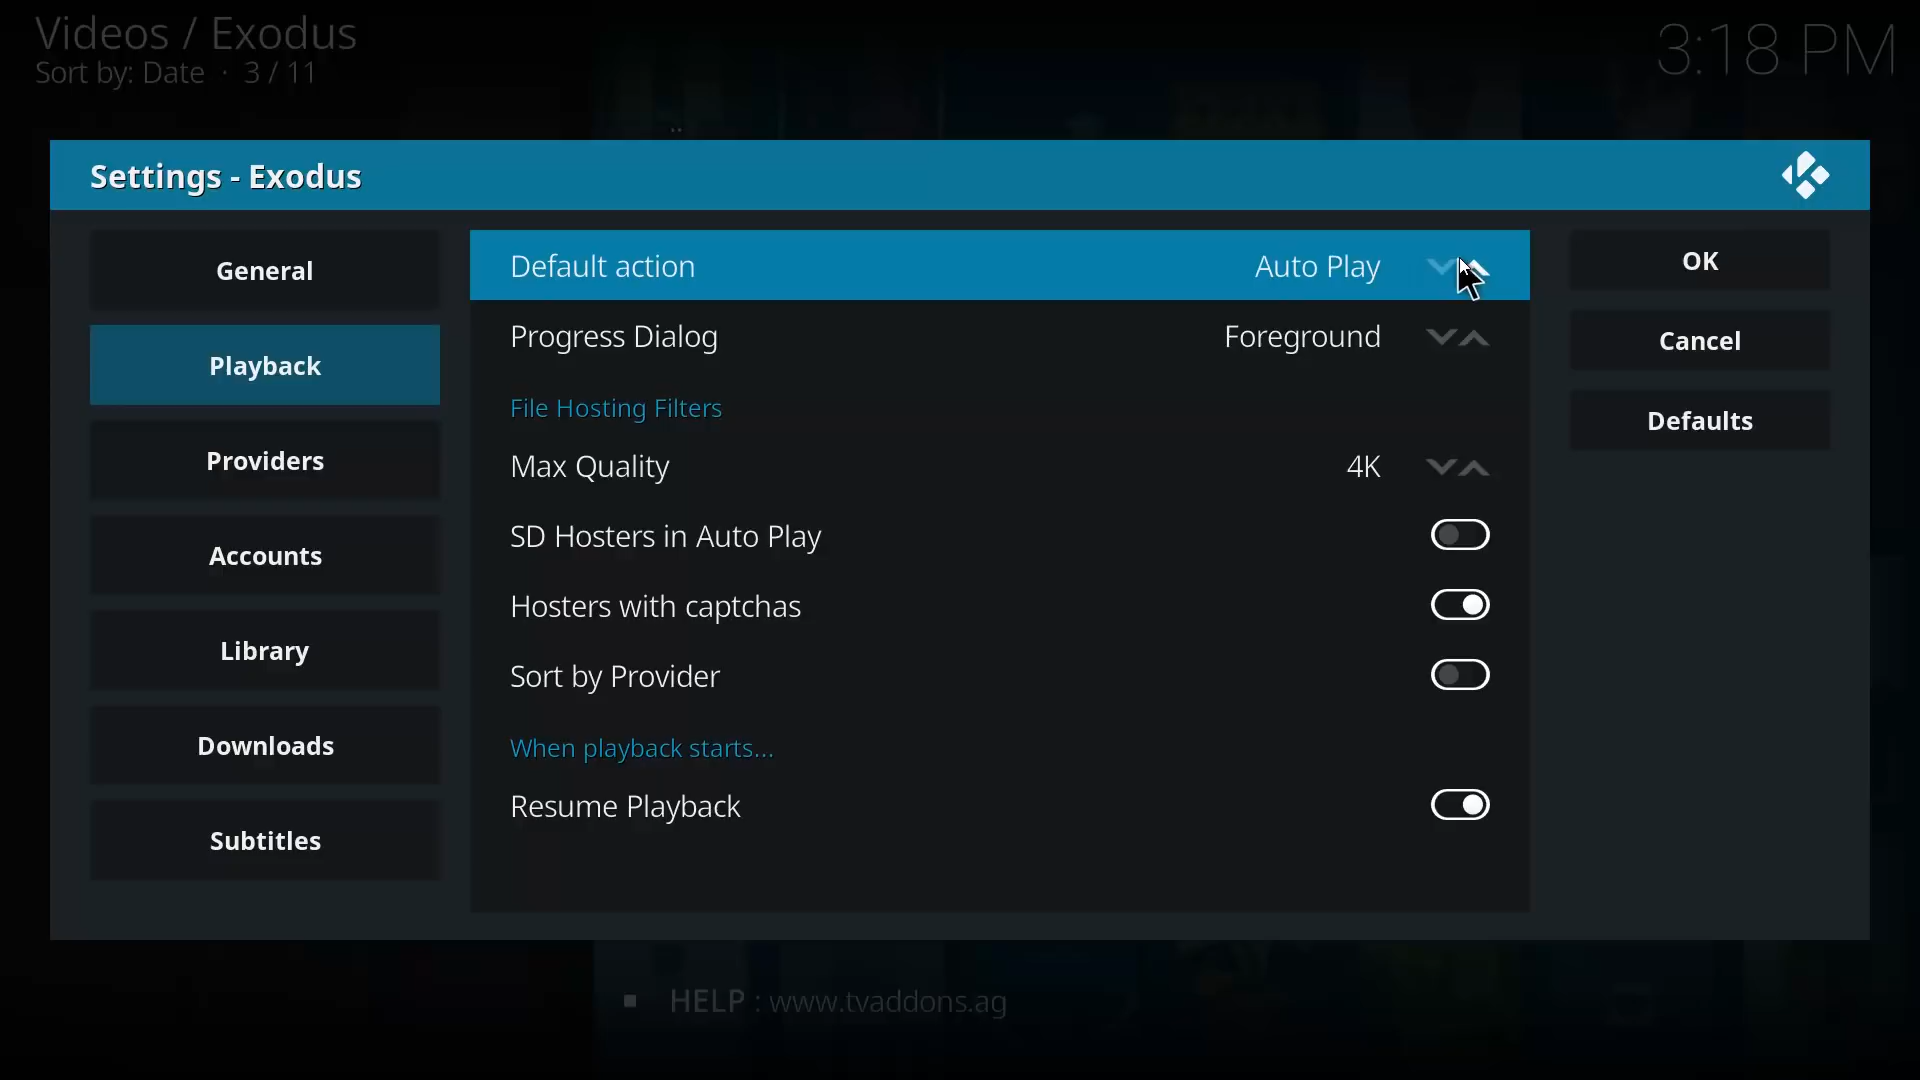 Videos / Exodus
Sort by: Date · 3 / 11
3:18 PM
..
Settings - Exodus
General
Playback
Providers
Accounts
Library
Downloads
Subtitles
Default action Auto Play
Progress Dialog Foreground
File Hosting Filters
Max Quality 4K
SD Hosters in Auto Play
Hosters with captchas
Sort by Provider
When playback starts...
Resume Playback
OK
Cancel
Defaults
HELP : www.tvaddons.ag